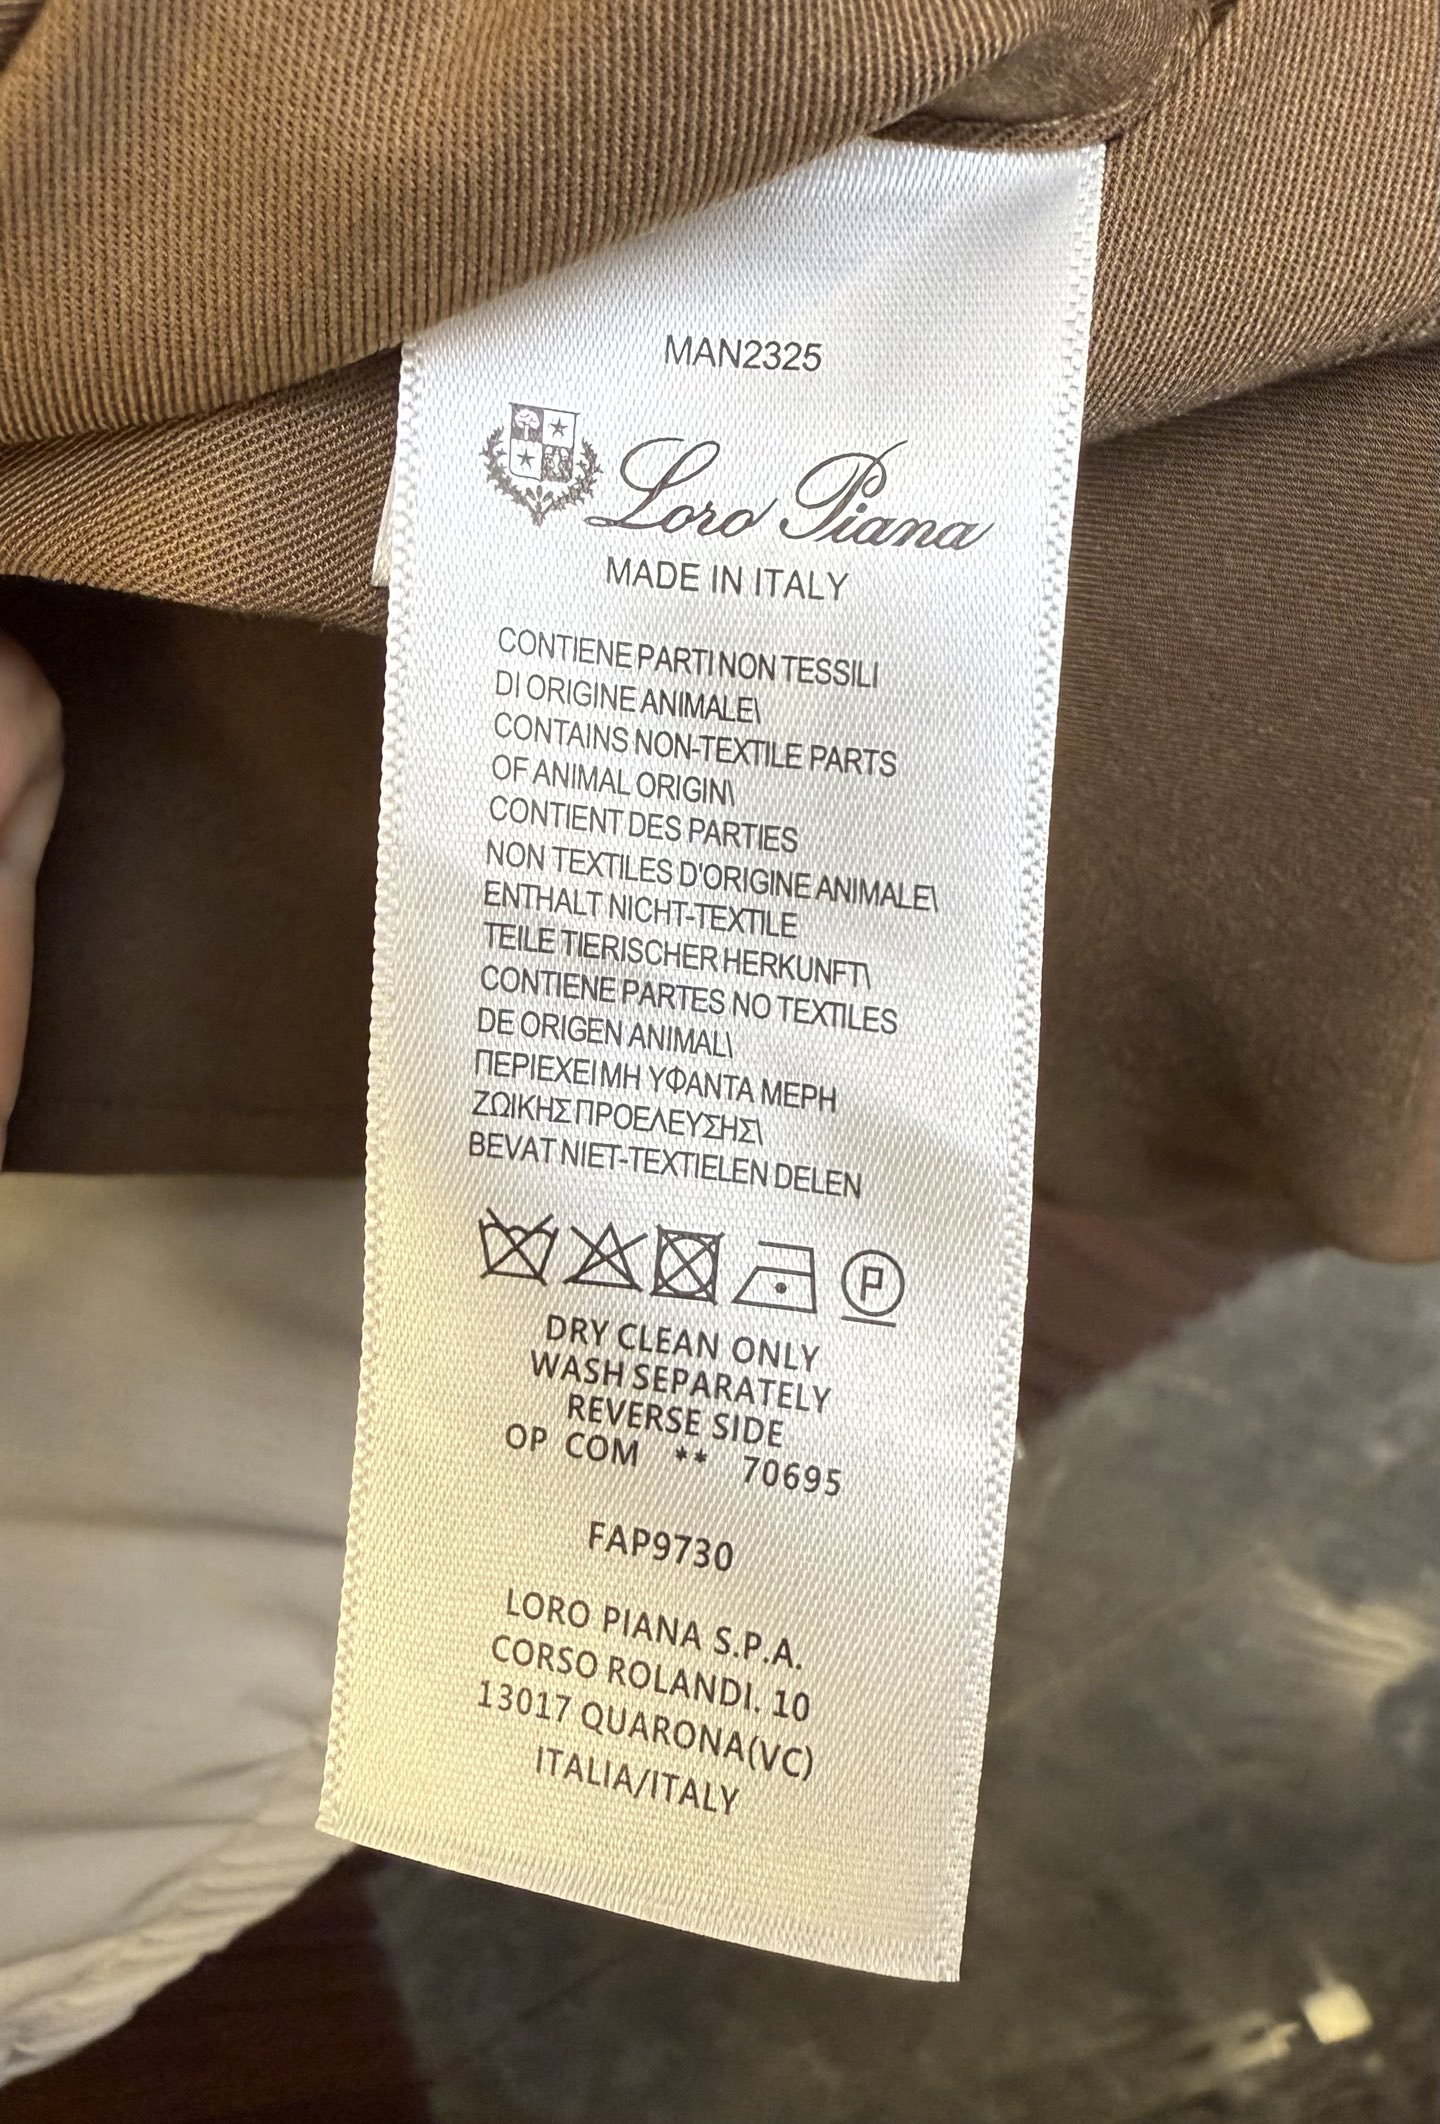 MAN2325
Loro Piana
MADE IN ITALY
CONTIENE PARTI NON TESSILI
DI ORIGINE ANIMALE\
CONTAINS NON-TEXTILE PARTS
OF ANIMAL ORIGIN\
CONTIENT DES PARTIES
NON TEXTILES D'ORIGINE ANIMALE\
ENTHALT NICHT-TEXTILE
TEILE TIERISCHER HERKUNFT\
CONTIENE PARTES NO TEXTILES
DE ORIGEN ANIMAL\
ΠΕΡΙΕΧΕΙ ΜΗ ΥΦΑΝΤΑ ΜΕΡΗ
ΖΩΙΚΗΣ ΠΡΟΕΛΕΥΣΗΣ\
BEVAT NIET-TEXTIELEN DELEN
P
DRY CLEAN ONLY
WASH SEPARATELY
REVERSE SIDE
OP COM ** 70695
FAP9730
LORO PIANA S.P.A.
CORSO ROLANDI. 10
13017 QUARONA(VC)
ITALIA/ITALY